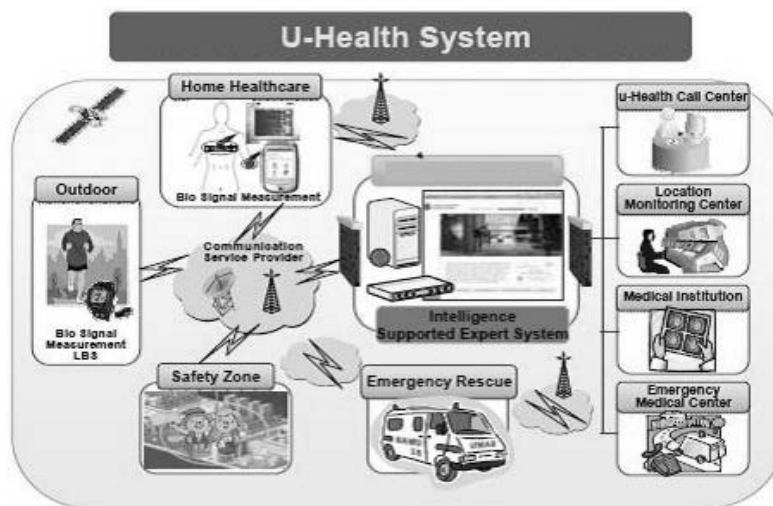 U-Health System
Home Healthcare
Bio Signal Measurement
u-Health Call Center
Outdoor
Bio Signal
Measurement
LBS
Communication
Service Provider
Location
Monitoring Center
Intelligence
Supported Expert System
Medical Institution
Safety Zone
Emergency Rescue
Emergency
Medical Center